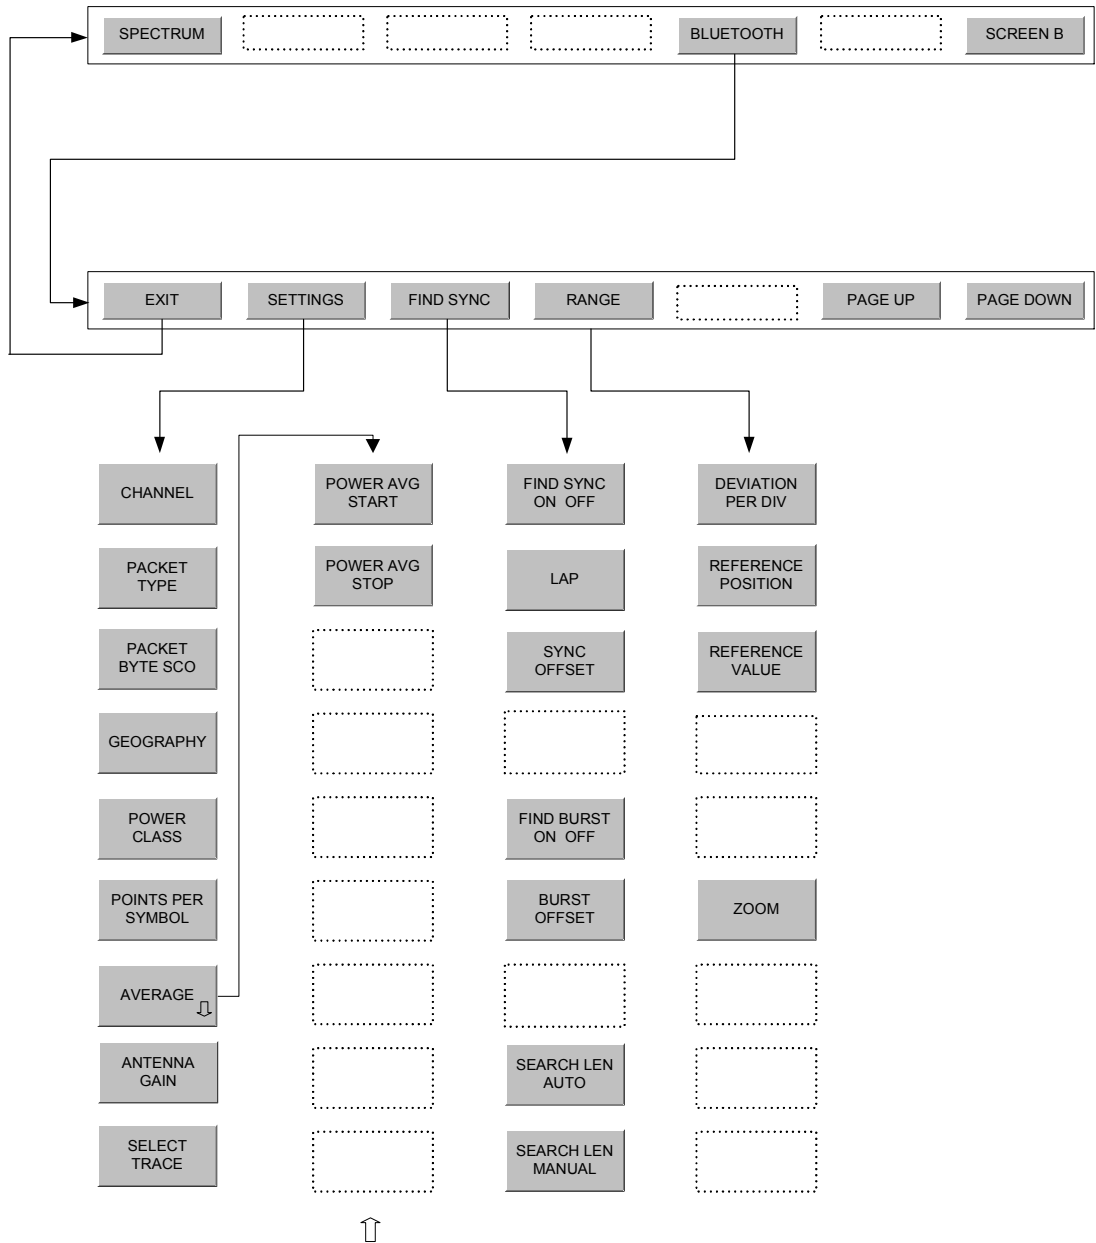 SPECTRUM
BLUETOOTH
SCREEN B
EXIT
SETTINGS
FIND SYNC
RANGE
PAGE UP
PAGE DOWN
CHANNEL
PACKET
TYPE
PACKET
BYTE SCO
GEOGRAPHY
POWER
CLASS
POINTS PER
SYMBOL
AVERAGE
ANTENNA
GAIN
SELECT
TRACE
POWER AVG
START
POWER AVG
STOP
FIND SYNC
ON OFF
LAP
SYNC
OFFSET
FIND BURST
ON OFF
BURST
OFFSET
SEARCH LEN
AUTO
SEARCH LEN
MANUAL
DEVIATION
PER DIV
REFERENCE
POSITION
REFERENCE
VALUE
ZOOM